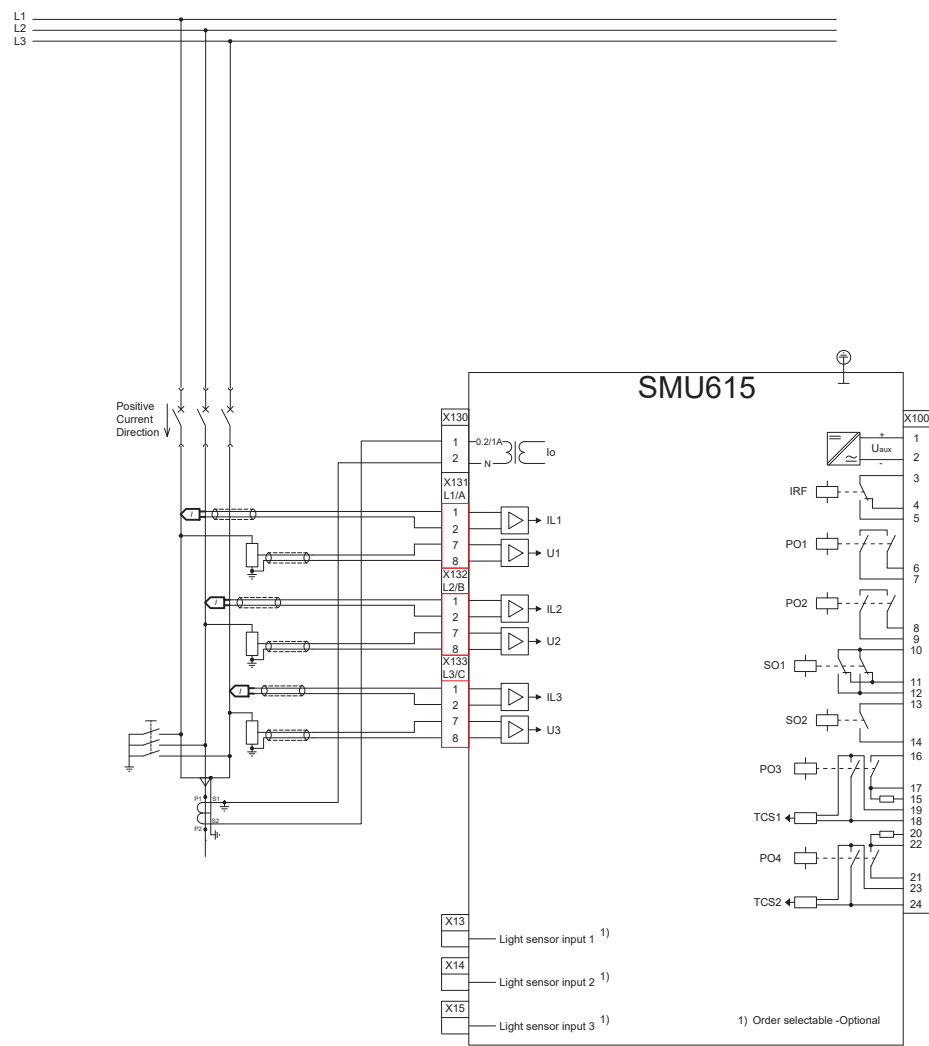 L1
L2
L3
SMU615
Positive
Current
Direction
X130
1
2
0.2/1A
N
Io
X131
L1/A
1
2
7
8
I
IL1
U1
X132
L2/B
1
2
7
8
I
IL2
U2
X133
L3/C
1
2
7
8
I
IL3
U3
P1
S1
S2
P2
X100
+
Uaux
-
1
2
IRF
3
4
5
PO1
6
7
PO2
8
9
SO1
10
11
12
SO2
13
14
PO3
16
17
15
19
TCS1
18
20
22
PO4
21
23
TCS2
24
X13
Light sensor input 1 1)
X14
Light sensor input 2 1)
X15
Light sensor input 3 1)
1) Order selectable -Optional